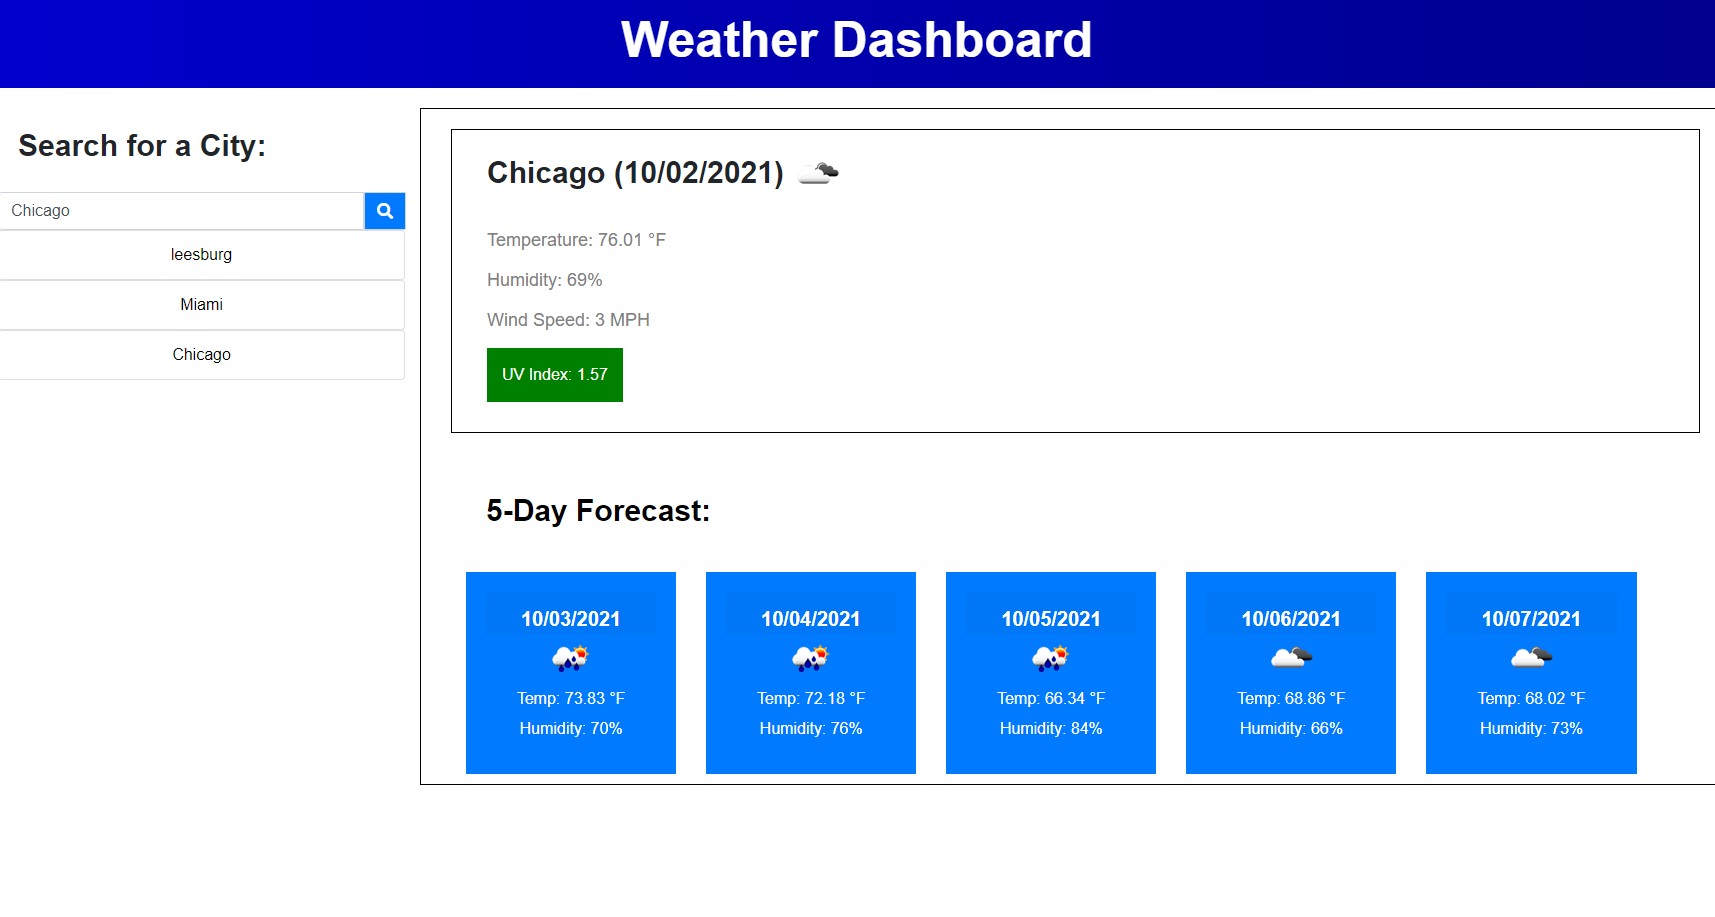 Weather Dashboard
Search for a City:
Chicago
leesburg
Miami
Chicago
Chicago (10/02/2021)
Temperature: 76.01 °F
Humidity: 69%
Wind Speed: 3 MPH
UV Index: 1.57
5-Day Forecast:
10/03/2021
Temp: 73.83 °F
Humidity: 70%
10/04/2021
Temp: 72.18 °F
Humidity: 76%
10/05/2021
Temp: 66.34 °F
Humidity: 84%
10/06/2021
Temp: 68.86 °F
Humidity: 66%
10/07/2021
Temp: 68.02 °F
Humidity: 73%